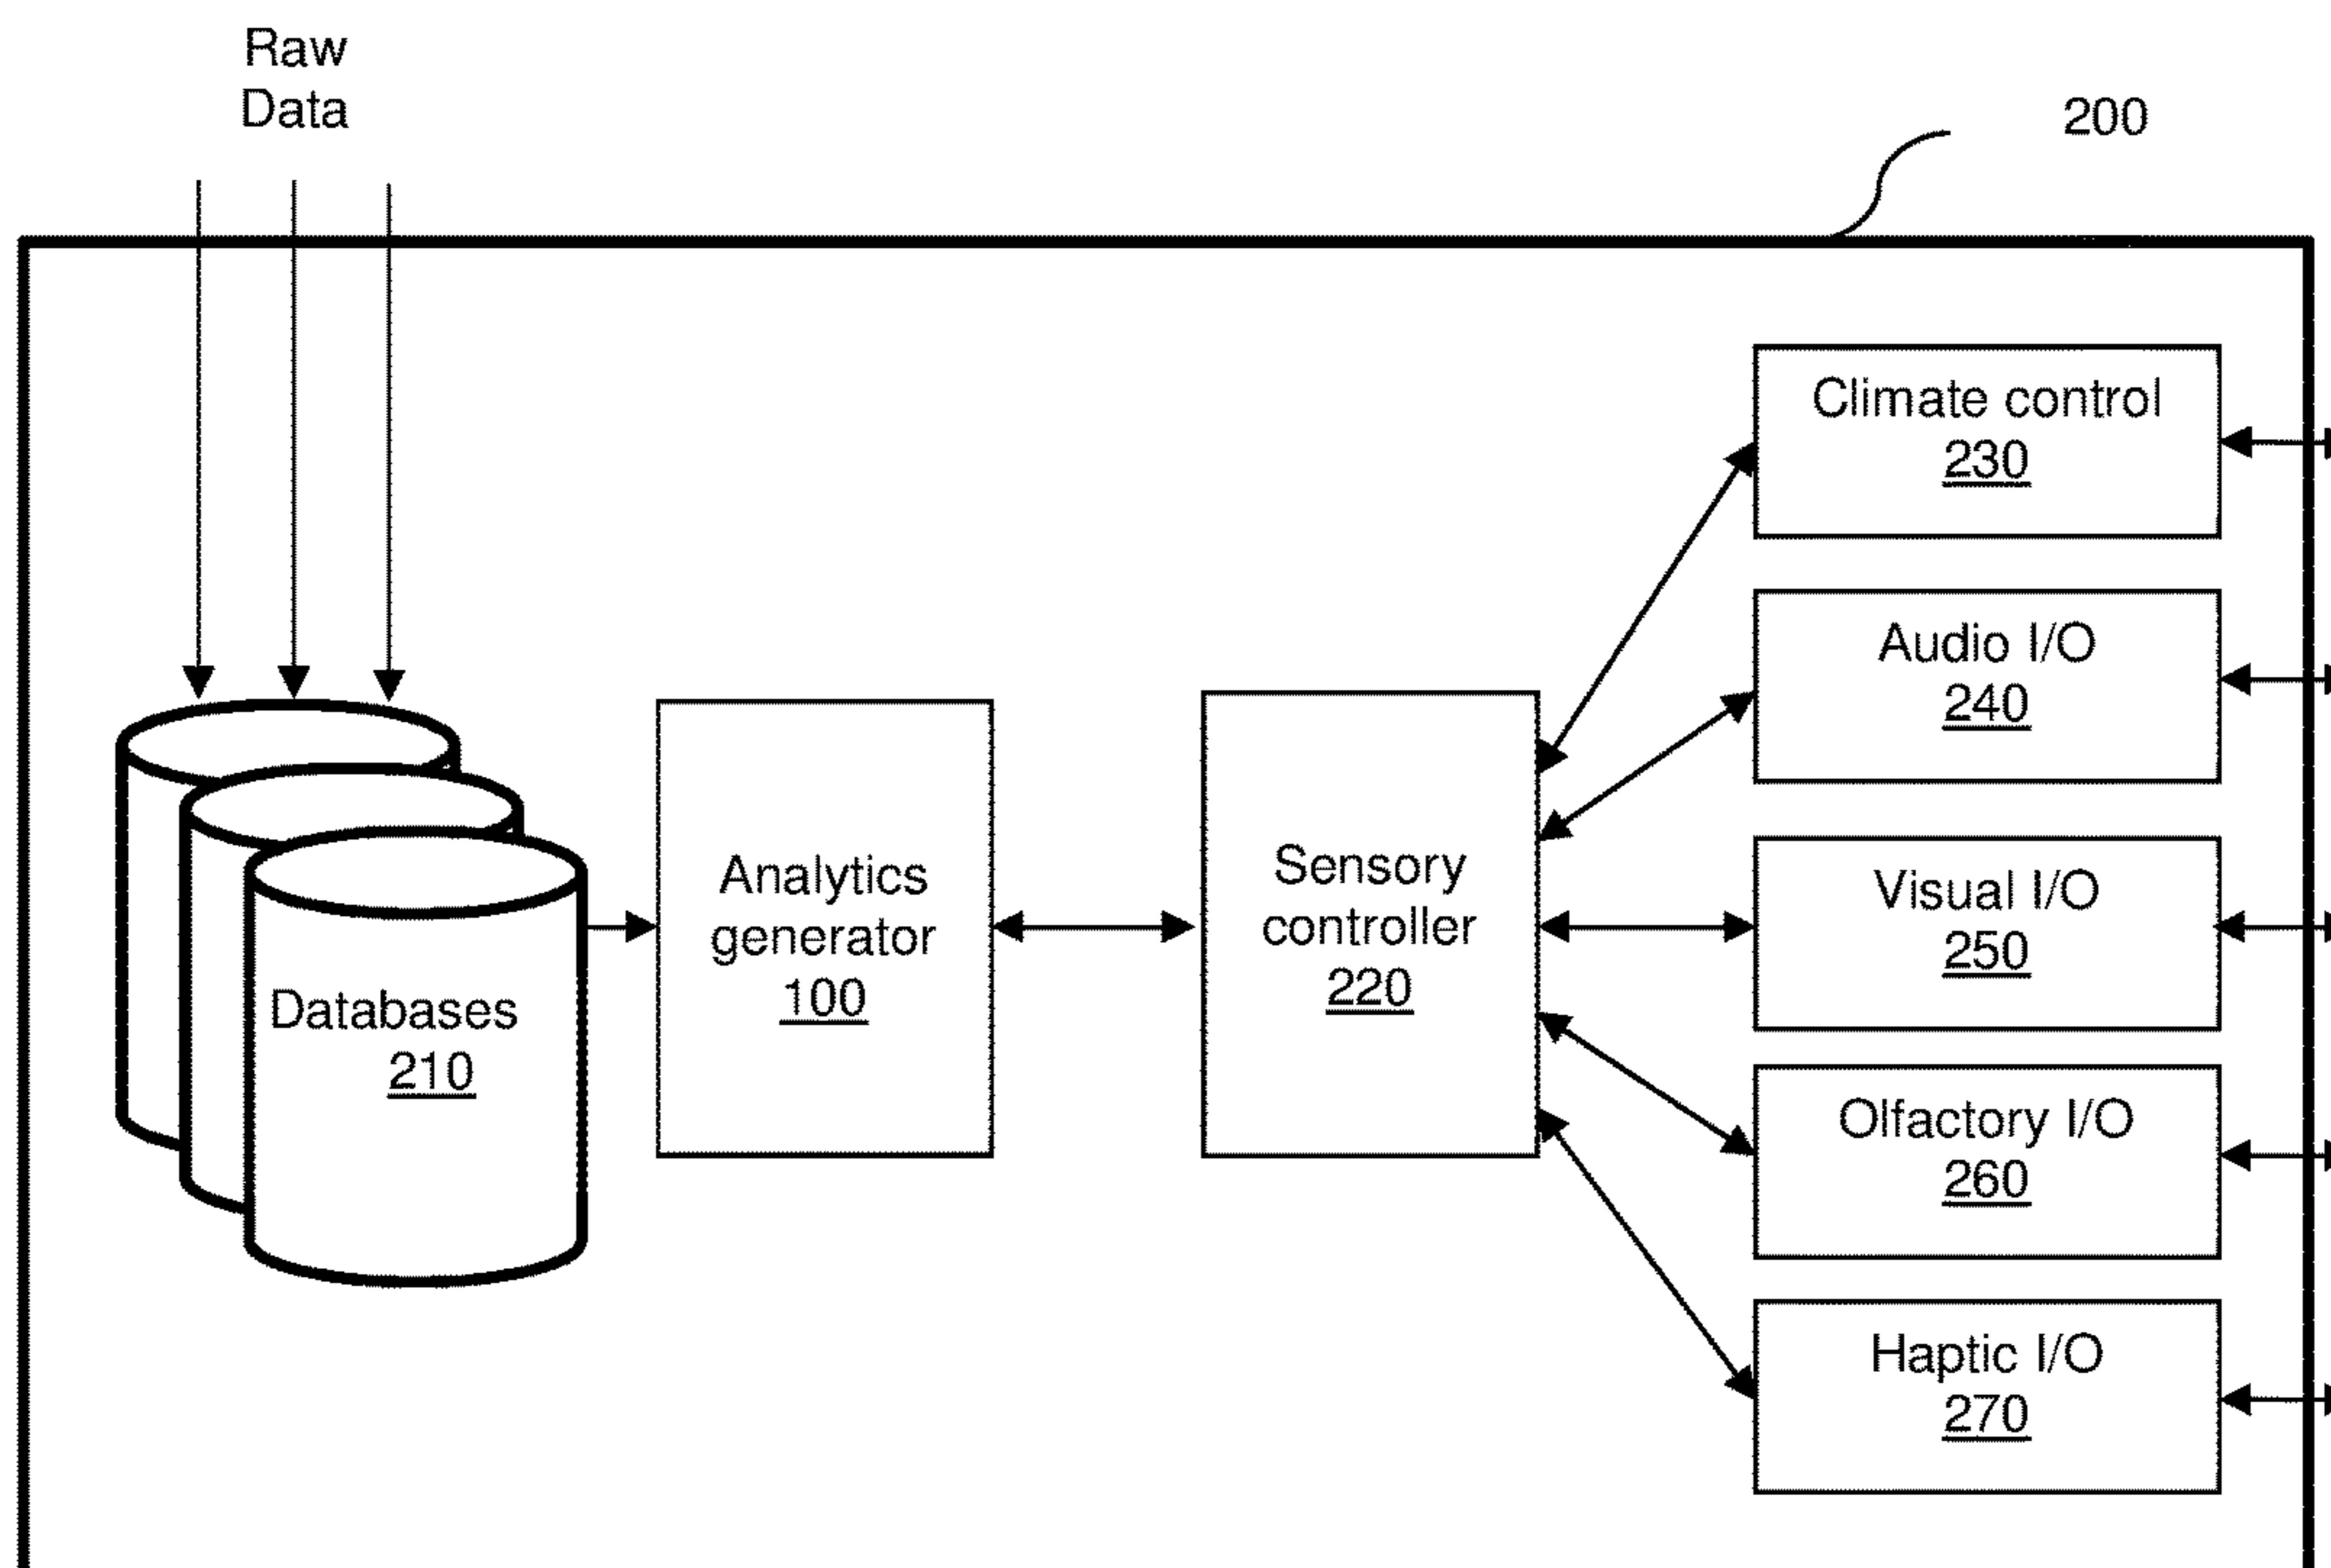 Raw
Data
200
Climate control
230
Audio I/O
240
Sensory
controller
220
Analytics
generator
100
Visual I/O
250
Databases
210
Olfactory I/O
260
Haptic I/O
270